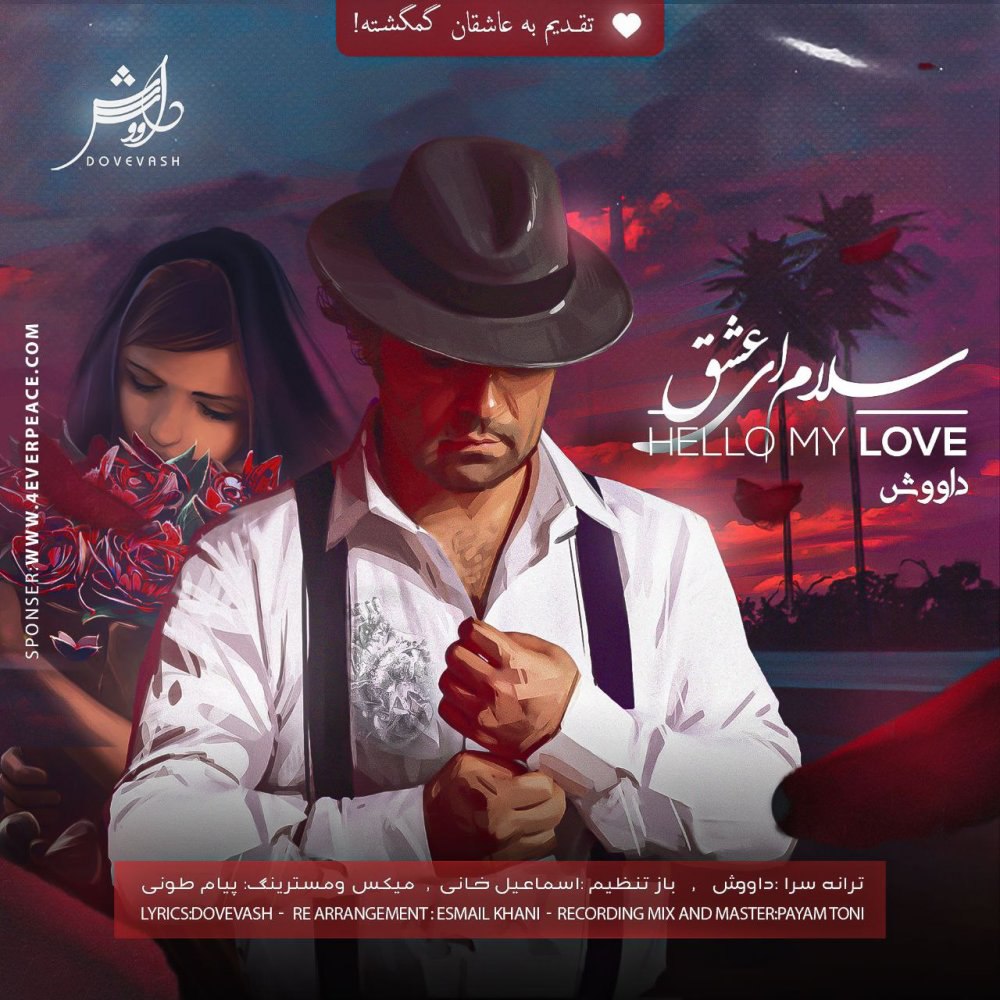 تقدیم به عاشقان گمگشته!
داووش
DOVEVASH
سلام ای عشق
HELLO MY LOVE
داووش
SPONSER:WWW.4EVERPEACE.COM
ترانه سرا :داووش , باز تنظیم :اسماعیل خانی , میکس ومسترینگ: پیام طونی
LYRICS:DOVEVASH - RE ARRANGEMENT : ESMAIL KHANI - RECORDING MIX AND MASTER:PAYAM TONI